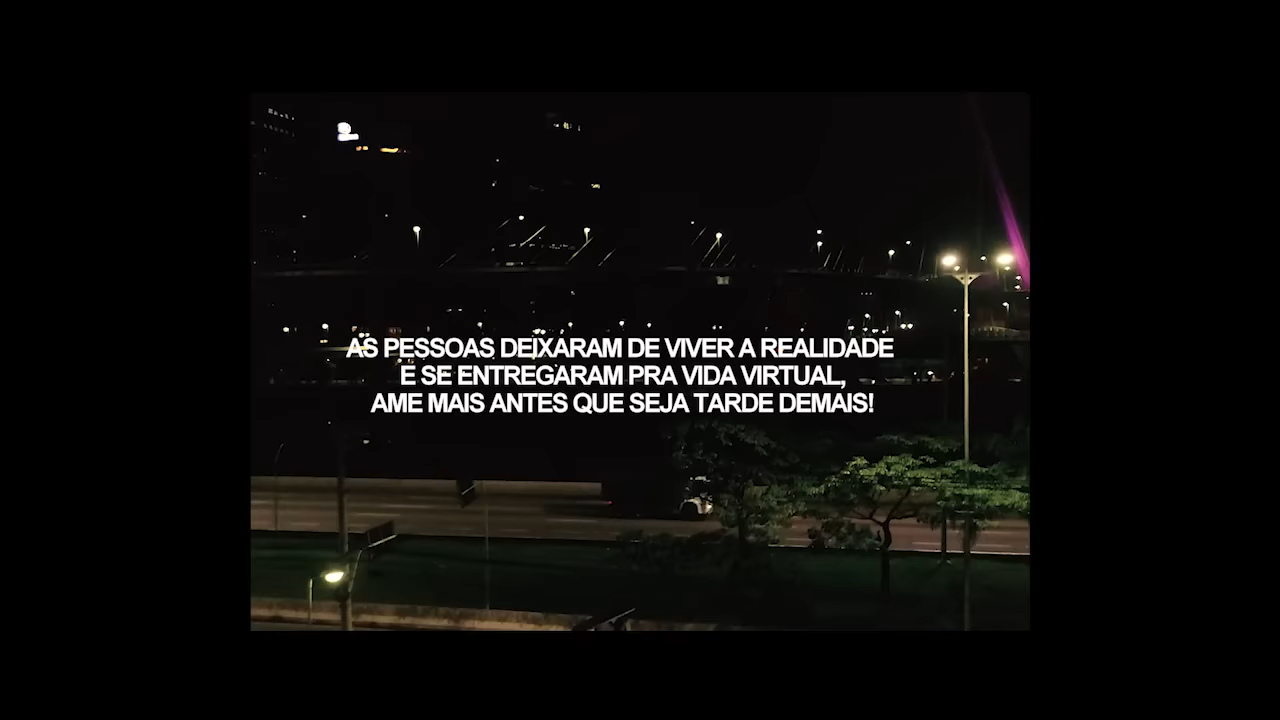 AS PESSOAS DEIXARAM DE VIVER A REALIDADE
E SE ENTREGARAM PRA VIDA VIRTUAL,
AME MAIS ANTES QUE SEJA TARDE DEMAIS!